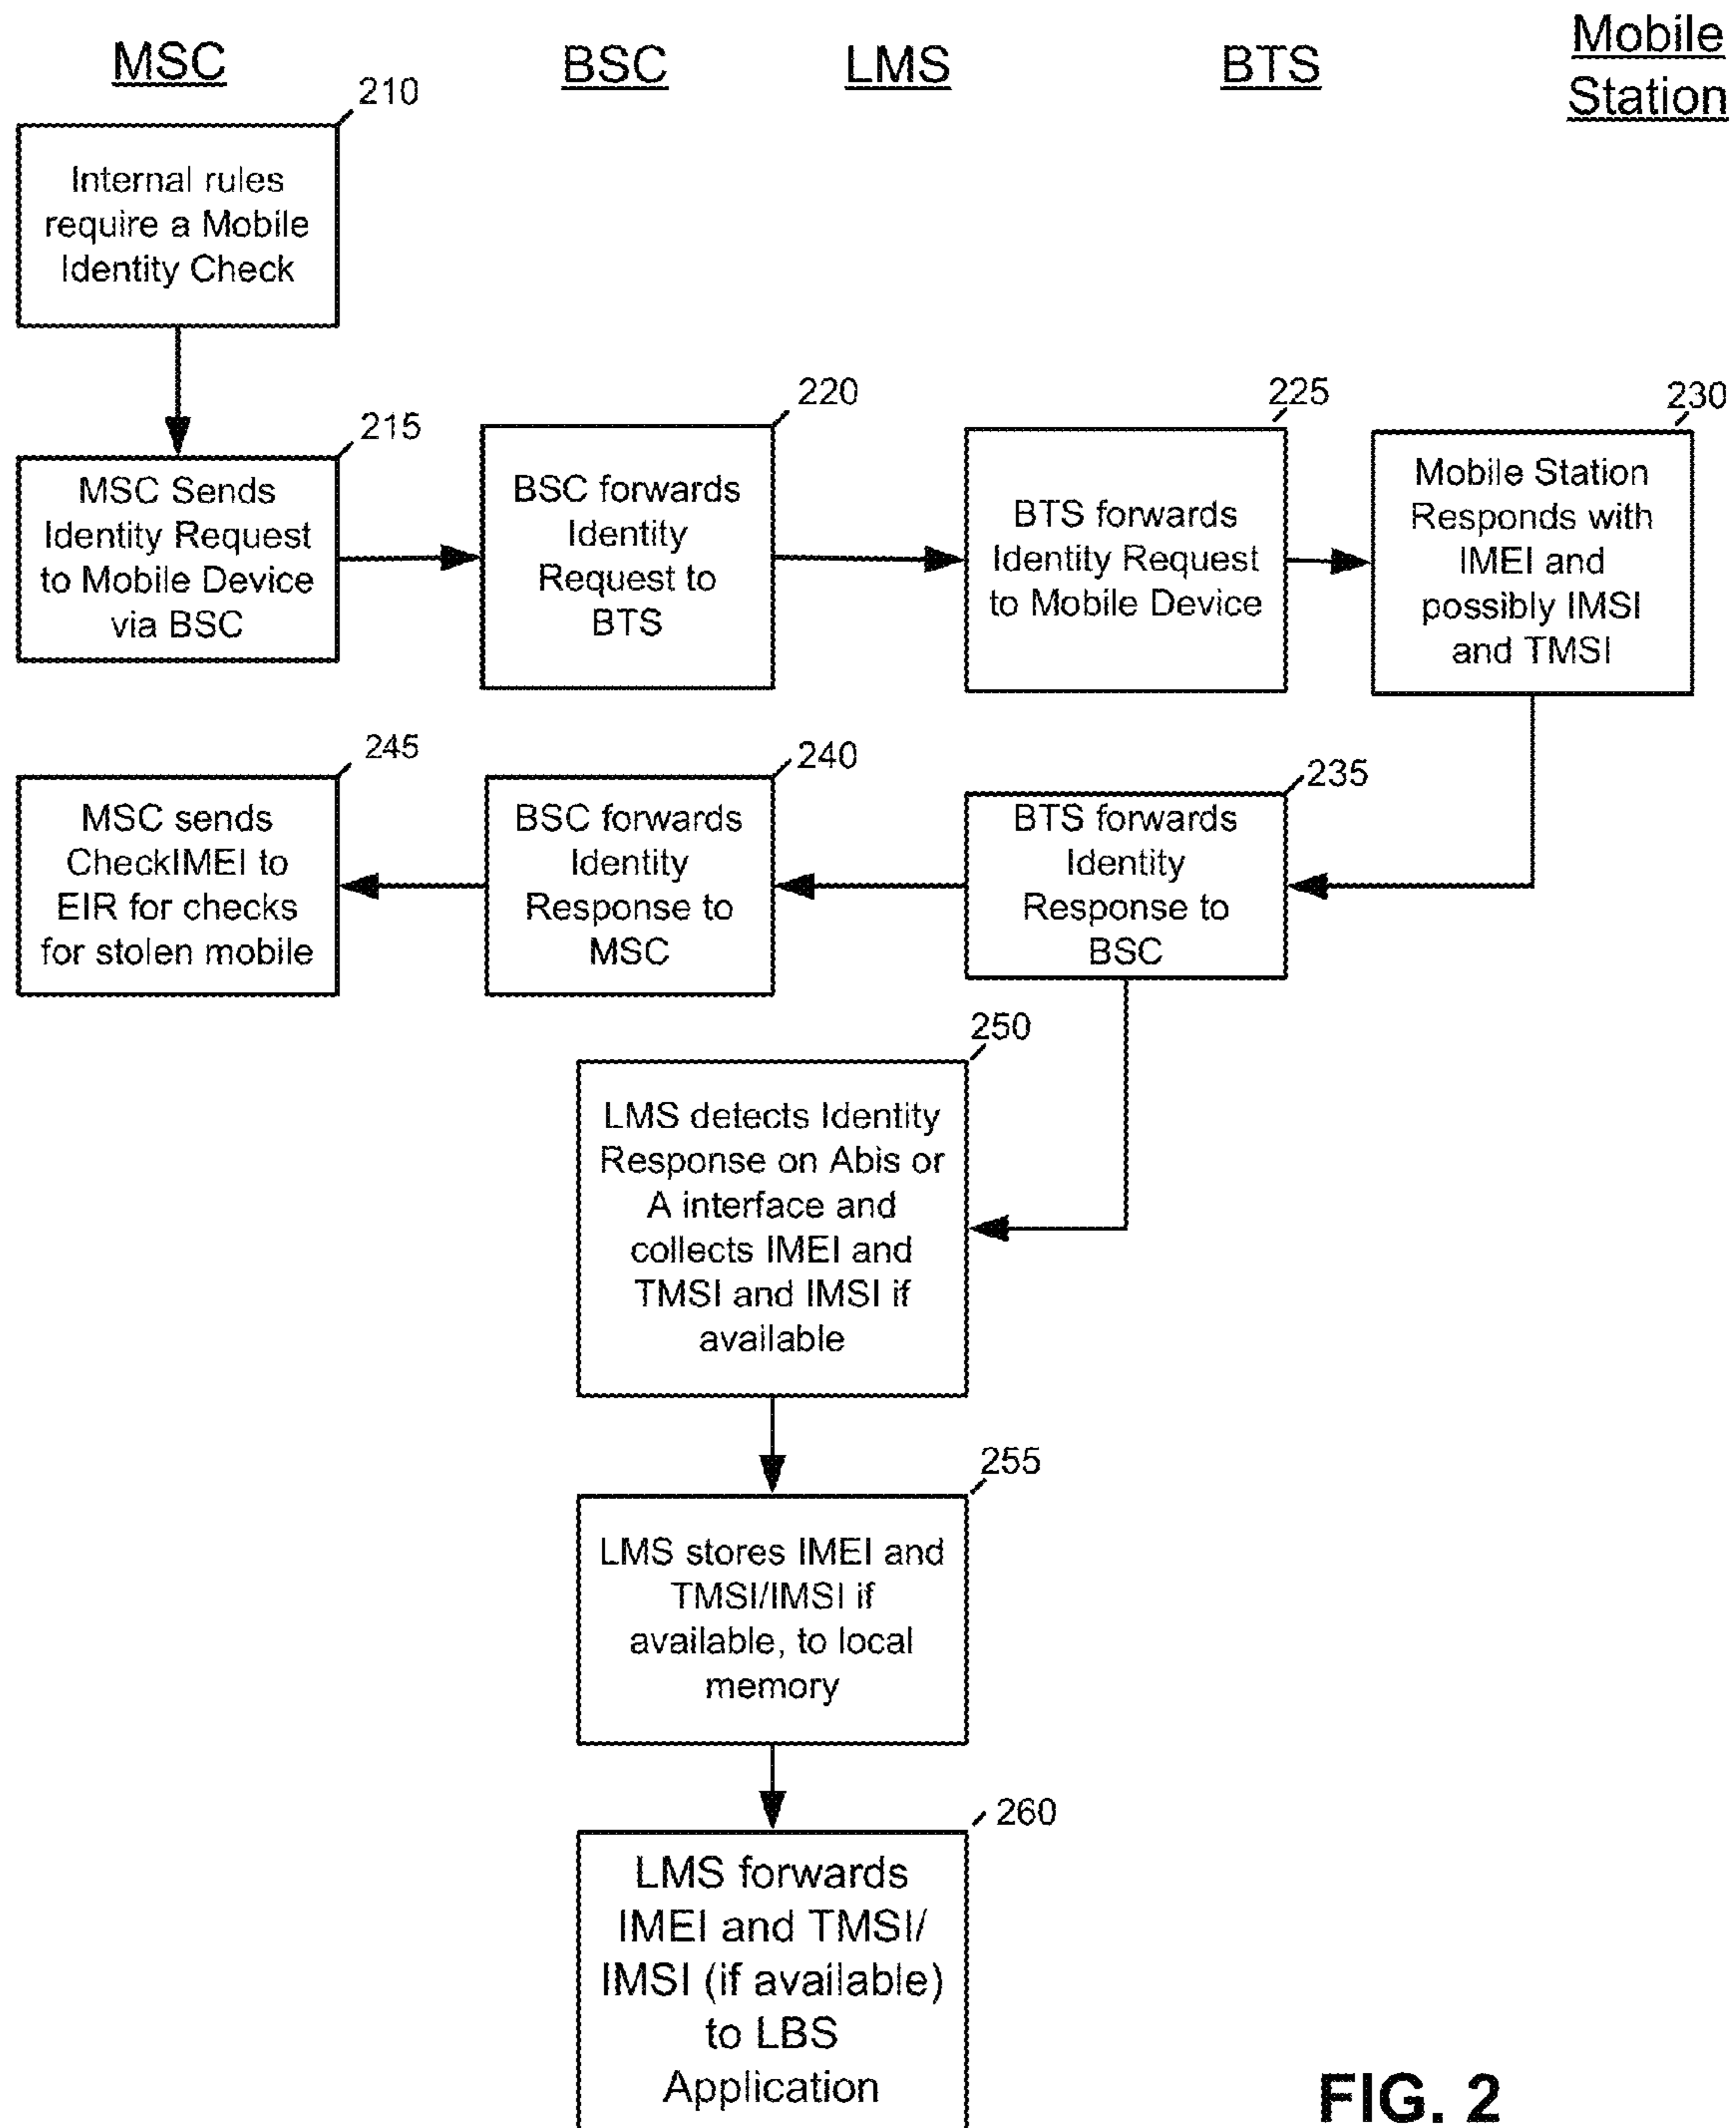 MSC
BSC
LMS
BTS
Mobile
Station
210
Internal rules
require a Mobile
Identity Check
215
MSC Sends
Identity Request
to Mobile Device
via BSC
220
BSC forwards
Identity
Request to
BTS
225
BTS forwards
Identity Request
to Mobile Device
230
Mobile Station
Responds with
IMEI and
possibly IMSI
and TMSI
245
MSC sends
CheckIMEI to
EIR for checks
for stolen mobile
240
BSC forwards
Identity
Response to
MSC
235
BTS forwards
Identity
Response to
BSC
250
LMS detects Identity
Response on Abis or
A interface and
collects IMEI and
TMSI and IMSI if
available
255
LMS stores IMEI and
TMSI/IMSI if
available, to local
memory
260
LMS forwards
IMEI and TMSI/
IMSI (if available)
to LBS
Application
FIG. 2